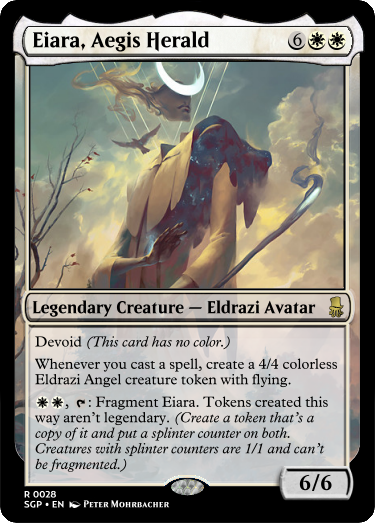 Eiara, Aegis Herald 6
Legendary Creature — Eldrazi Avatar
Devoid (This card has no color.)
Whenever you cast a spell, create a 4/4 colorless
Eldrazi Angel creature token with flying.
, : Fragment Eiara. Tokens created this
way aren't legendary. (Create a token that's a
copy of it and put a splinter counter on both.
Creatures with splinter counters are 1/1 and can't
be fragmented.)
6/6
R 0028
SGP • EN Peter Mohrbacher